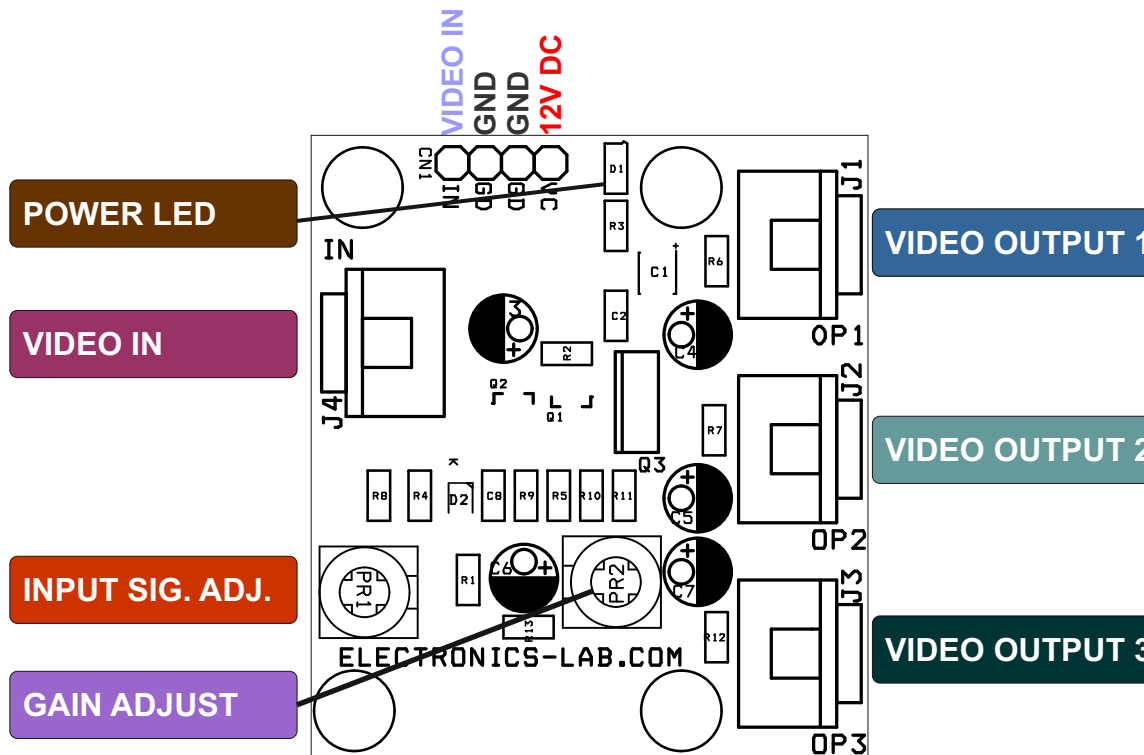 VIDEO IN
GND
GND
12V DC
CN1
IN
GD
GD
VC
D1
J1
POWER LED
R3
VIDEO OUTPUT 1
IN
R6
C1
+
VIDEO IN
3
+
C2
+
C4
OP1
R2
J2
Q2
Q1
J4
R7
VIDEO OUTPUT 2
Q3
K
R8
R4
D2
C8
R9
R5
R10
R11
+
C5
OP2
INPUT SIG. ADJ.
PR1
R1
C6
+
PR2
+
C7
J3
R13
R12
VIDEO OUTPUT 3
ELECTRONICS-LAB.COM
GAIN ADJUST
OP3